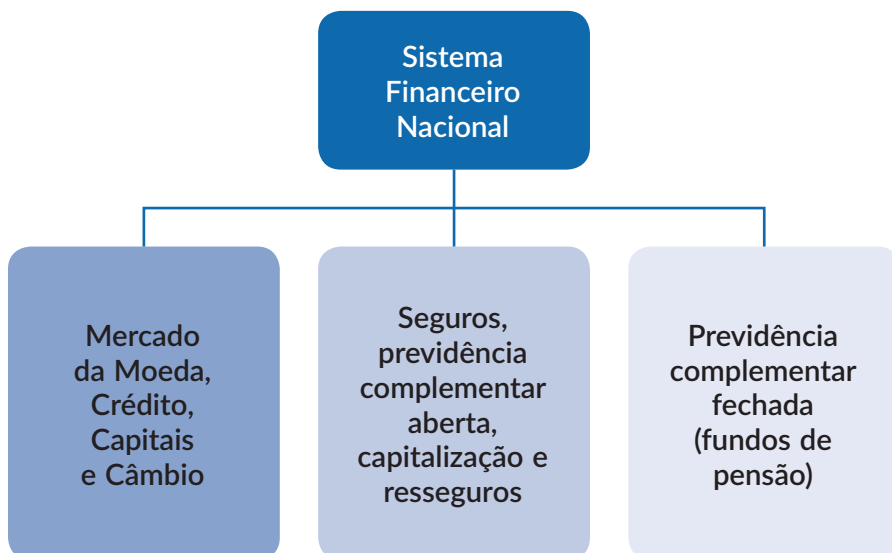 Sistema
Financeiro
Nacional
Mercado
da Moeda,
Crédito,
Capitais
e Câmbio
Seguros,
previdência
complementar
aberta,
capitalização e
resseguros
Previdência
complementar
fechada
(fundos de
pensão)